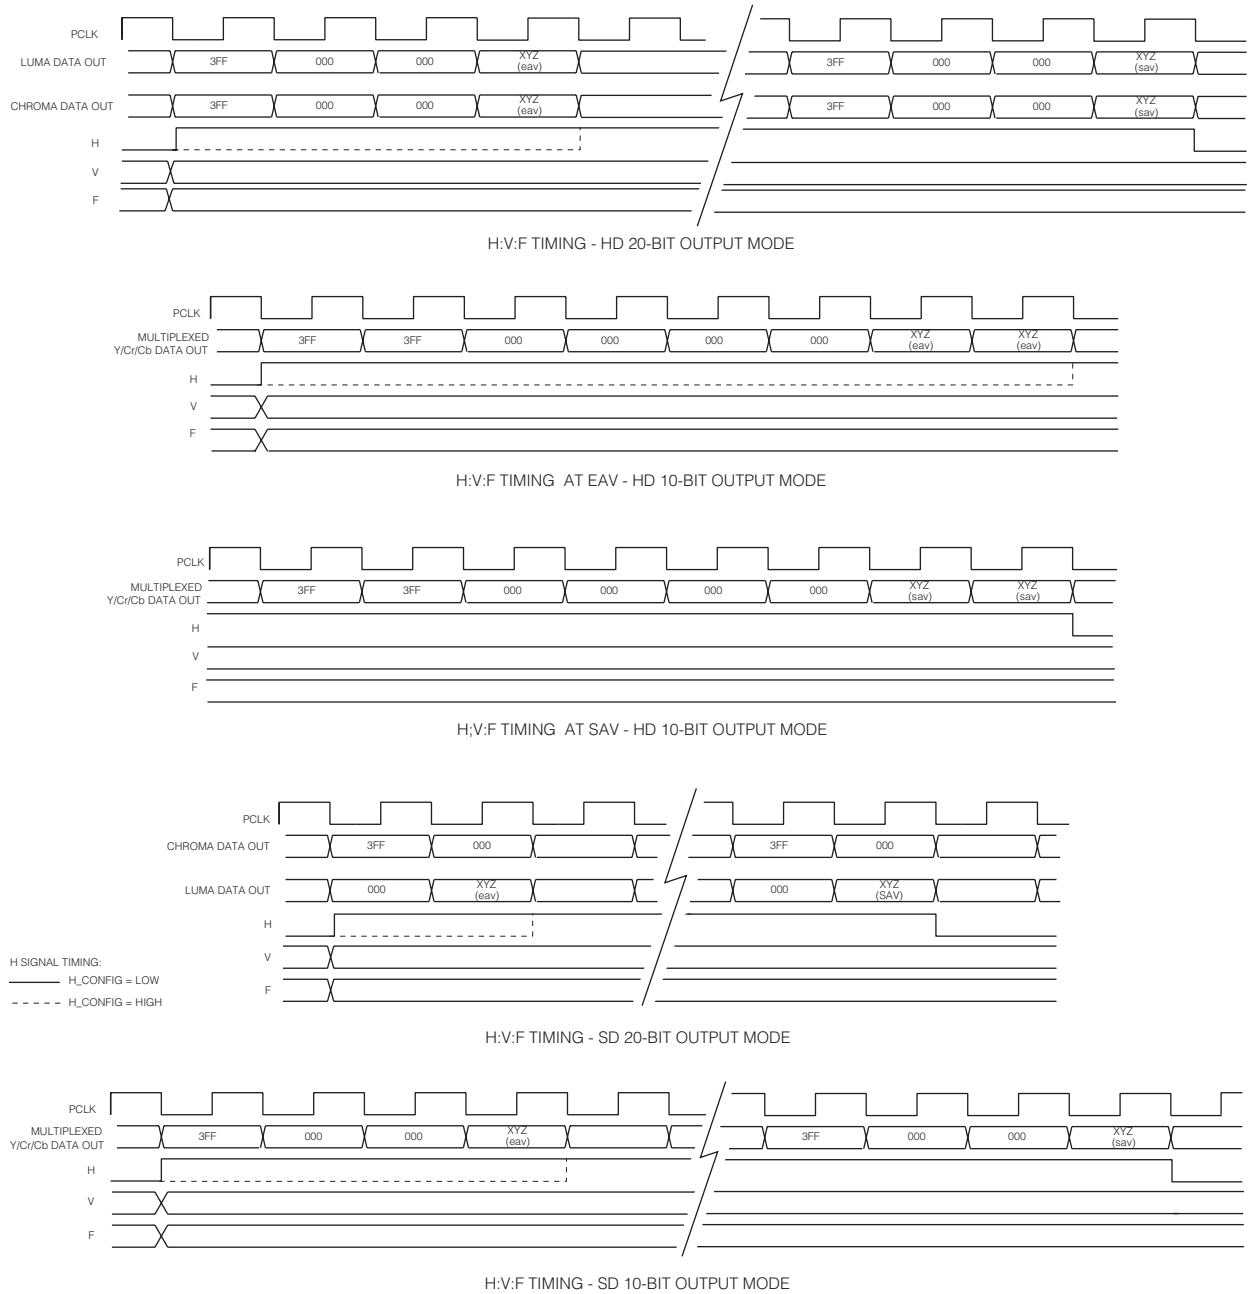 PCLK
LUMA DATA OUT 3FF 000 000 XYZ (eav) 3FF 000 000 XYZ (sav)
CHROMA DATA OUT 3FF 000 000 XYZ (eav) 3FF 000 000 XYZ (sav)
H
V
F
H:V:F TIMING - HD 20-BIT OUTPUT MODE
PCLK
MULTIPLEXED
Y/Cr/Cb DATA OUT 3FF 3FF 000 000 000 000 XYZ (eav) XYZ (eav)
H
V
F
H:V:F TIMING AT EAV - HD 10-BIT OUTPUT MODE
PCLK
MULTIPLEXED
Y/Cr/Cb DATA OUT 3FF 3FF 000 000 000 000 XYZ (sav) XYZ (sav)
H
V
F
H;V:F TIMING AT SAV - HD 10-BIT OUTPUT MODE
PCLK
CHROMA DATA OUT 3FF 000 3FF 000
LUMA DATA OUT 000 XYZ (eav) 000 XYZ (SAV)
H
V
F
H SIGNAL TIMING:
H_CONFIG = LOW
H_CONFIG = HIGH
H:V:F TIMING - SD 20-BIT OUTPUT MODE
PCLK
MULTIPLEXED
Y/Cr/Cb DATA OUT 3FF 000 000 XYZ (eav) 3FF 000 000 XYZ (sav)
H
V
F
H:V:F TIMING - SD 10-BIT OUTPUT MODE